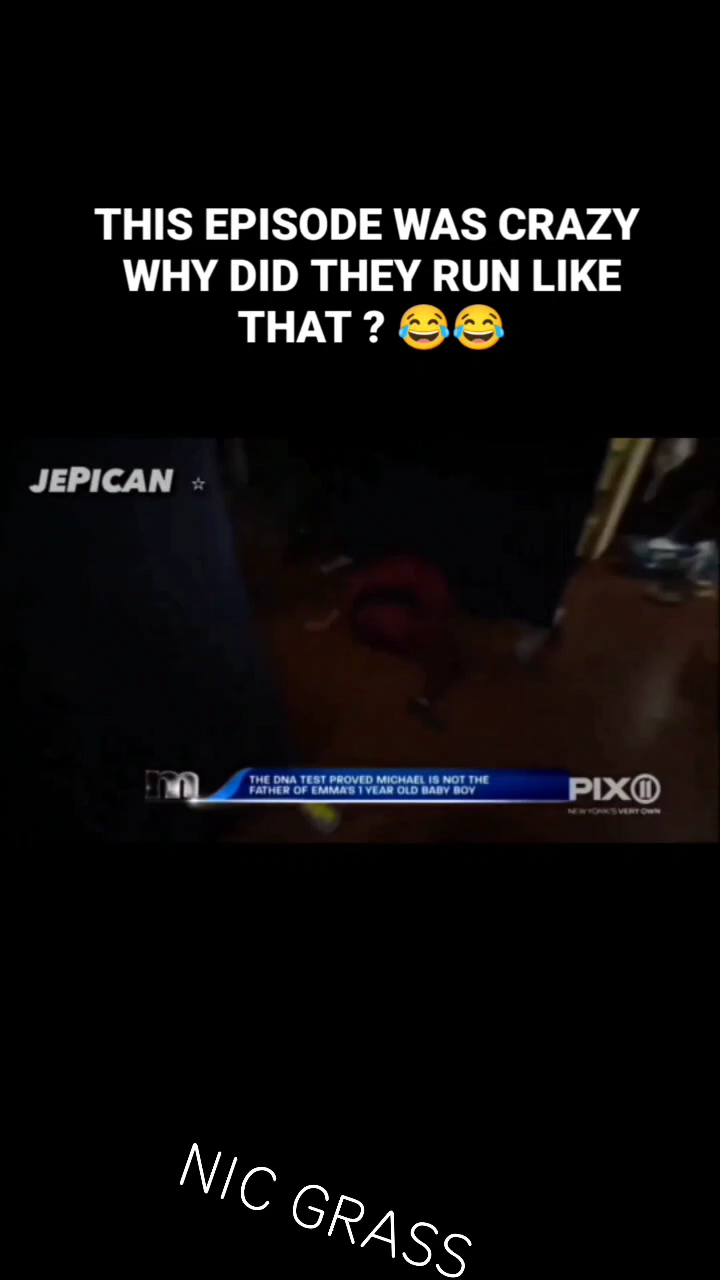 THIS EPISODE WAS CRAZY
WHY DID THEY RUN LIKE
THAT ? 😂😂
JEPICAN ☆
m
THE DNA TEST PROVED MICHAEL IS NOT THE
FATHER OF EMMA'S 1 YEAR OLD BABY BOY
PIX11
NEW YORK'S VERY OWN
NIC GRASS